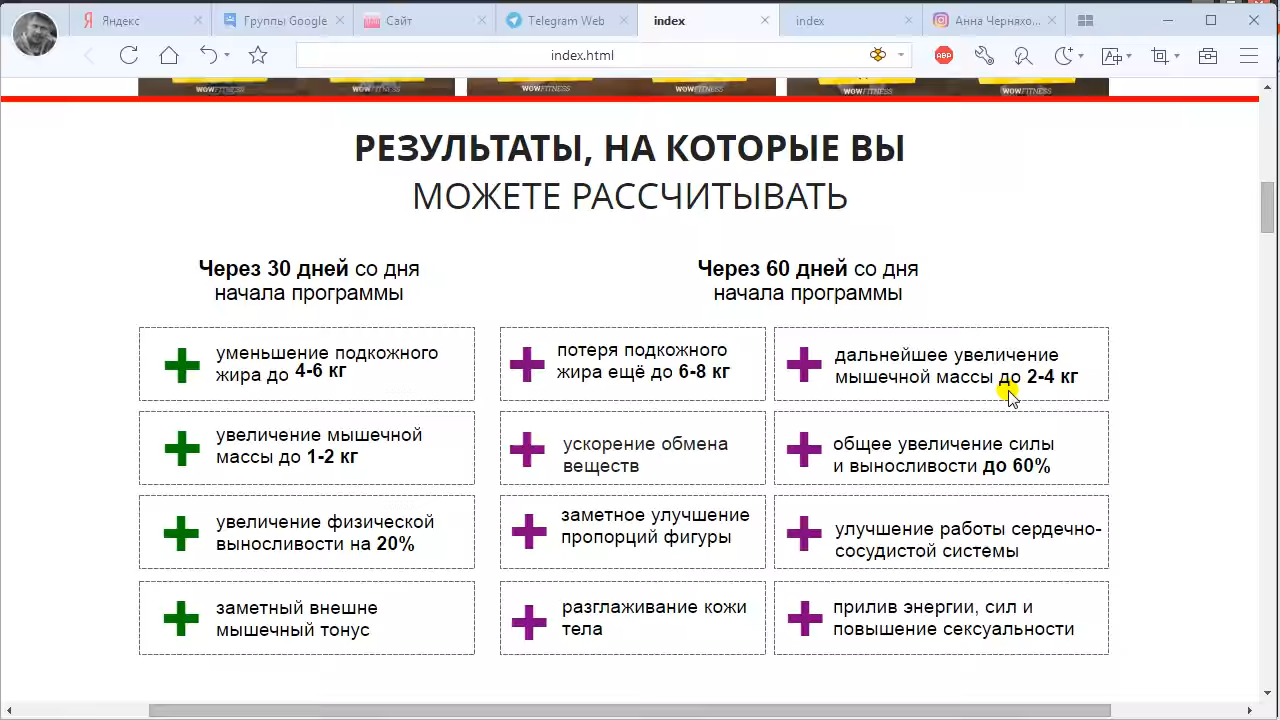 Яндекс
Группы Google
Сайт
Telegram Web
index
index
Анна Черняхо...
index.html
ABP
WOWFITNESS
WOWFITNESS
WOWFITNESS
WOWFITNESS
WOWFITNESS
WOWFITNESS
РЕЗУЛЬТАТЫ, НА КОТОРЫЕ ВЫ
МОЖЕТЕ РАССЧИТЫВАТЬ
Через 30 дней со дня
начала программы
уменьшение подкожного
жира до 4-6 кг
увеличение мышечной
массы до 1-2 кг
увеличение физической
выносливости на 20%
заметный внешне
мышечный тонус
Через 60 дней со дня
начала программы
потеря подкожного
жира ещё до 6-8 кг
ускорение обмена
веществ
заметное улучшение
пропорций фигуры
разглаживание кожи
тела
дальнейшее увеличение
мышечной массы до 2-4 кг
общее увеличение силы
и выносливости до 60%
улучшение работы сердечно-
сосудистой системы
прилив энергии, сил и
повышение сексуальности